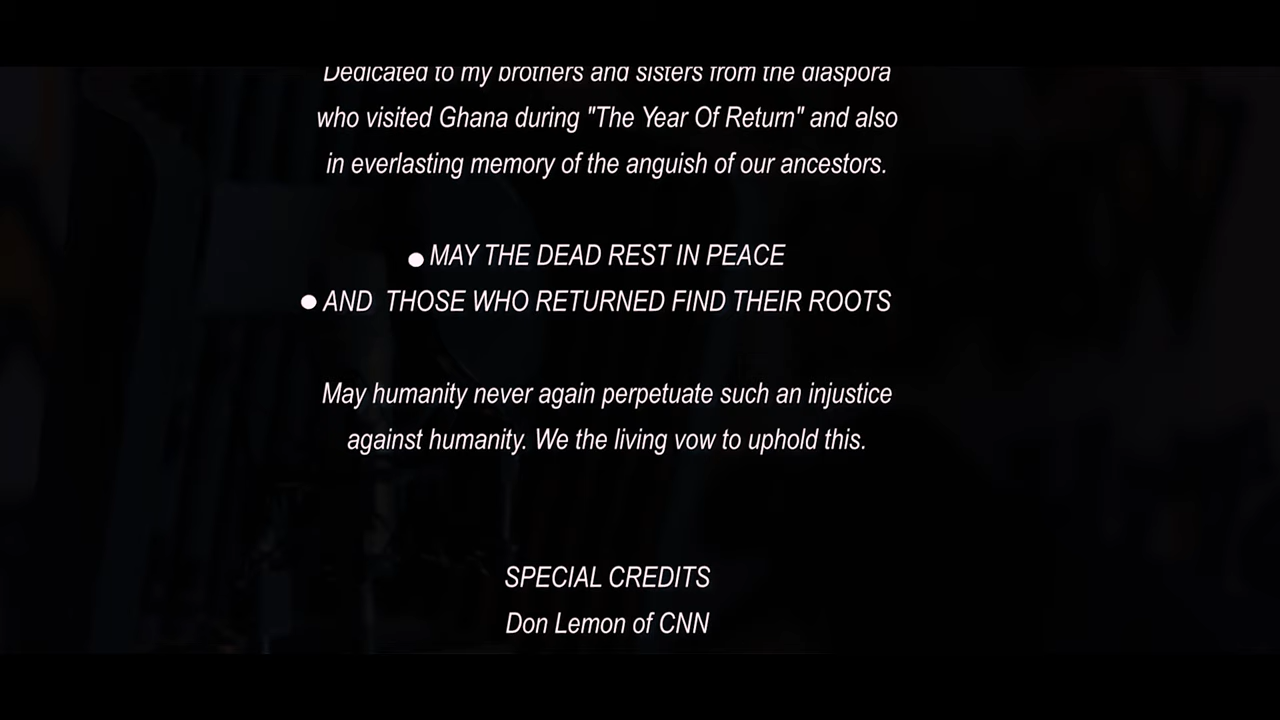 Dedicated to my brothers and sisters from the diaspora
who visited Ghana during "The Year Of Return" and also
in everlasting memory of the anguish of our ancestors.
● MAY THE DEAD REST IN PEACE
● AND THOSE WHO RETURNED FIND THEIR ROOTS
May humanity never again perpetuate such an injustice
against humanity. We the living vow to uphold this.
SPECIAL CREDITS
Don Lemon of CNN